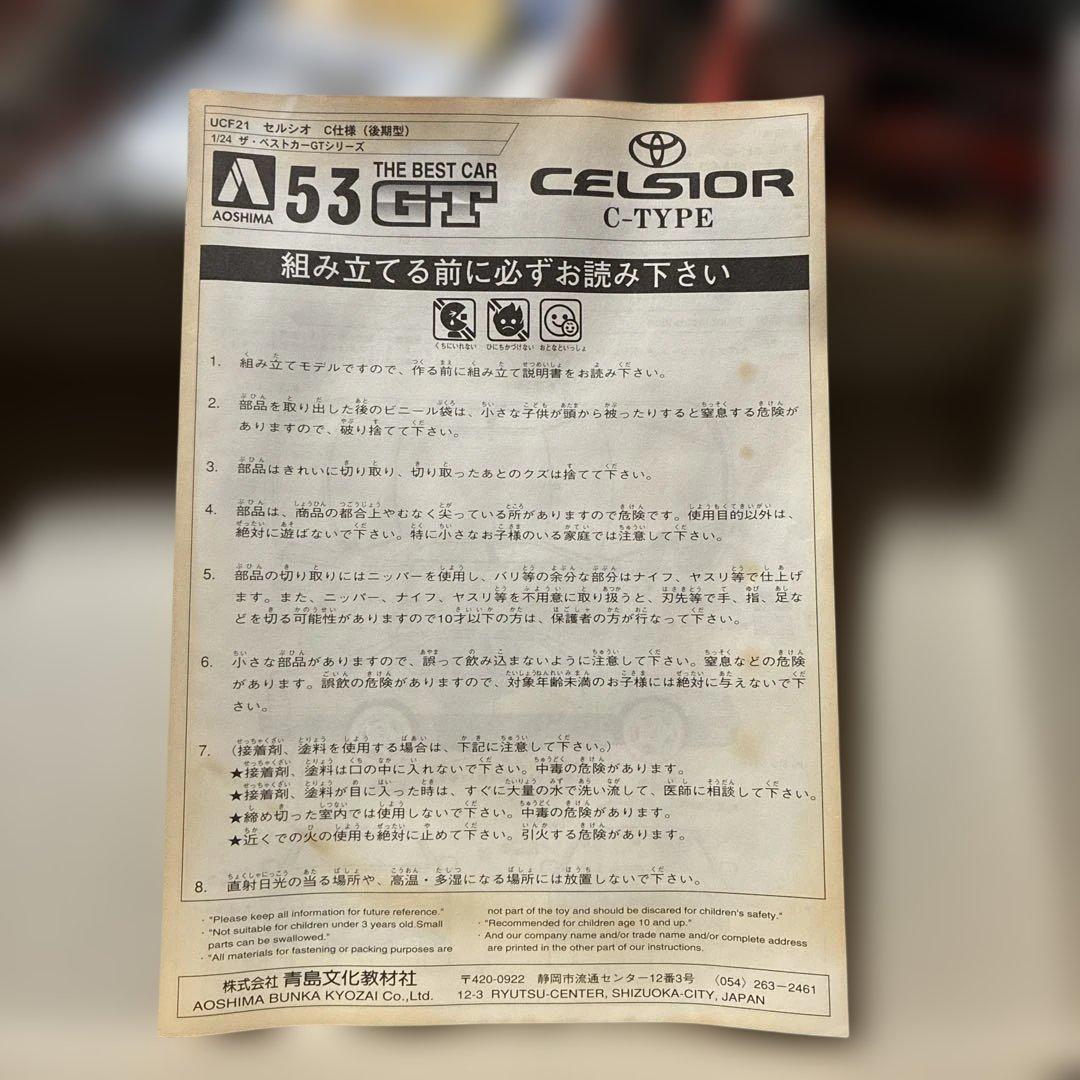 UCF21 セルシオ C仕様（後期型）
1/24 ザ・ベストカーGTシリーズ
AOSHIMA
53
THE BEST CAR
GT
CELSIOR
C-TYPE
組み立てる前に必ずお読み下さい
くちにいれない ひにちかづけない おとなといっしょ
1. 組み立てモデルですので、作る前に組み立て説明書をお読み下さい。
2. 部品を取り出した後のビニール袋は、小さな子供が頭から被ったりすると窒息する危険が
ありますので、破り捨てて下さい。
3. 部品はきれいに切り取り、切り取ったあとのクズは捨てて下さい。
4. 部品は、商品の都合上やむなく尖っている所がありますので危険です。使用目的以外は、
絶対に遊ばないで下さい。特に小さなお子様のいる家庭では注意して下さい。
5. 部品の切り取りにはニッパーを使用し、バリ等の余分な部分はナイフ、ヤスリ等で仕上げ
ます。また、ニッパー、ナイフ、ヤスリ等を不用意に取り扱うと、刃先等で手、指、足な
どを切る可能性がありますので10才以下の方は、保護者の方が行なって下さい。
6. 小さな部品がありますので、誤って飲み込まないように注意して下さい。窒息などの危険
があります。誤飲の危険がありますので、対象年齢未満のお子様には絶対に与えないで下
さい。
7. （接着剤、塗料を使用する場合は、下記に注意して下さい。）
★接着剤、塗料は口の中に入れないで下さい。中毒の危険があります。
★接着剤、塗料が目に入った時は、すぐに大量の水で洗い流して、医師に相談して下さい。
★締め切った室内では使用しないで下さい。中毒の危険があります。
★近くでの火の使用も絶対に止めて下さい。引火する危険があります。
8. 直射日光の当る場所や、高温・多湿になる場所には放置しないで下さい。
· "Please keep all information for future reference."
· "Not suitable for children under 3 years old.Small
parts can be swallowed."
· "All materials for fastening or packing purposes are
not part of the toy and should be discared for children's safety."
· "Recommended for children age 10 and up."
· And our company name and/or trade name and/or complete address
are printed in the other part of our instructions.
株式会社 青島文化教材社
AOSHIMA BUNKA KYOZAI Co.,Ltd.
〒420-0922 静岡市流通センター12番3号 〈054〉263－2461
12-3 RYUTSU-CENTER, SHIZUOKA-CITY, JAPAN